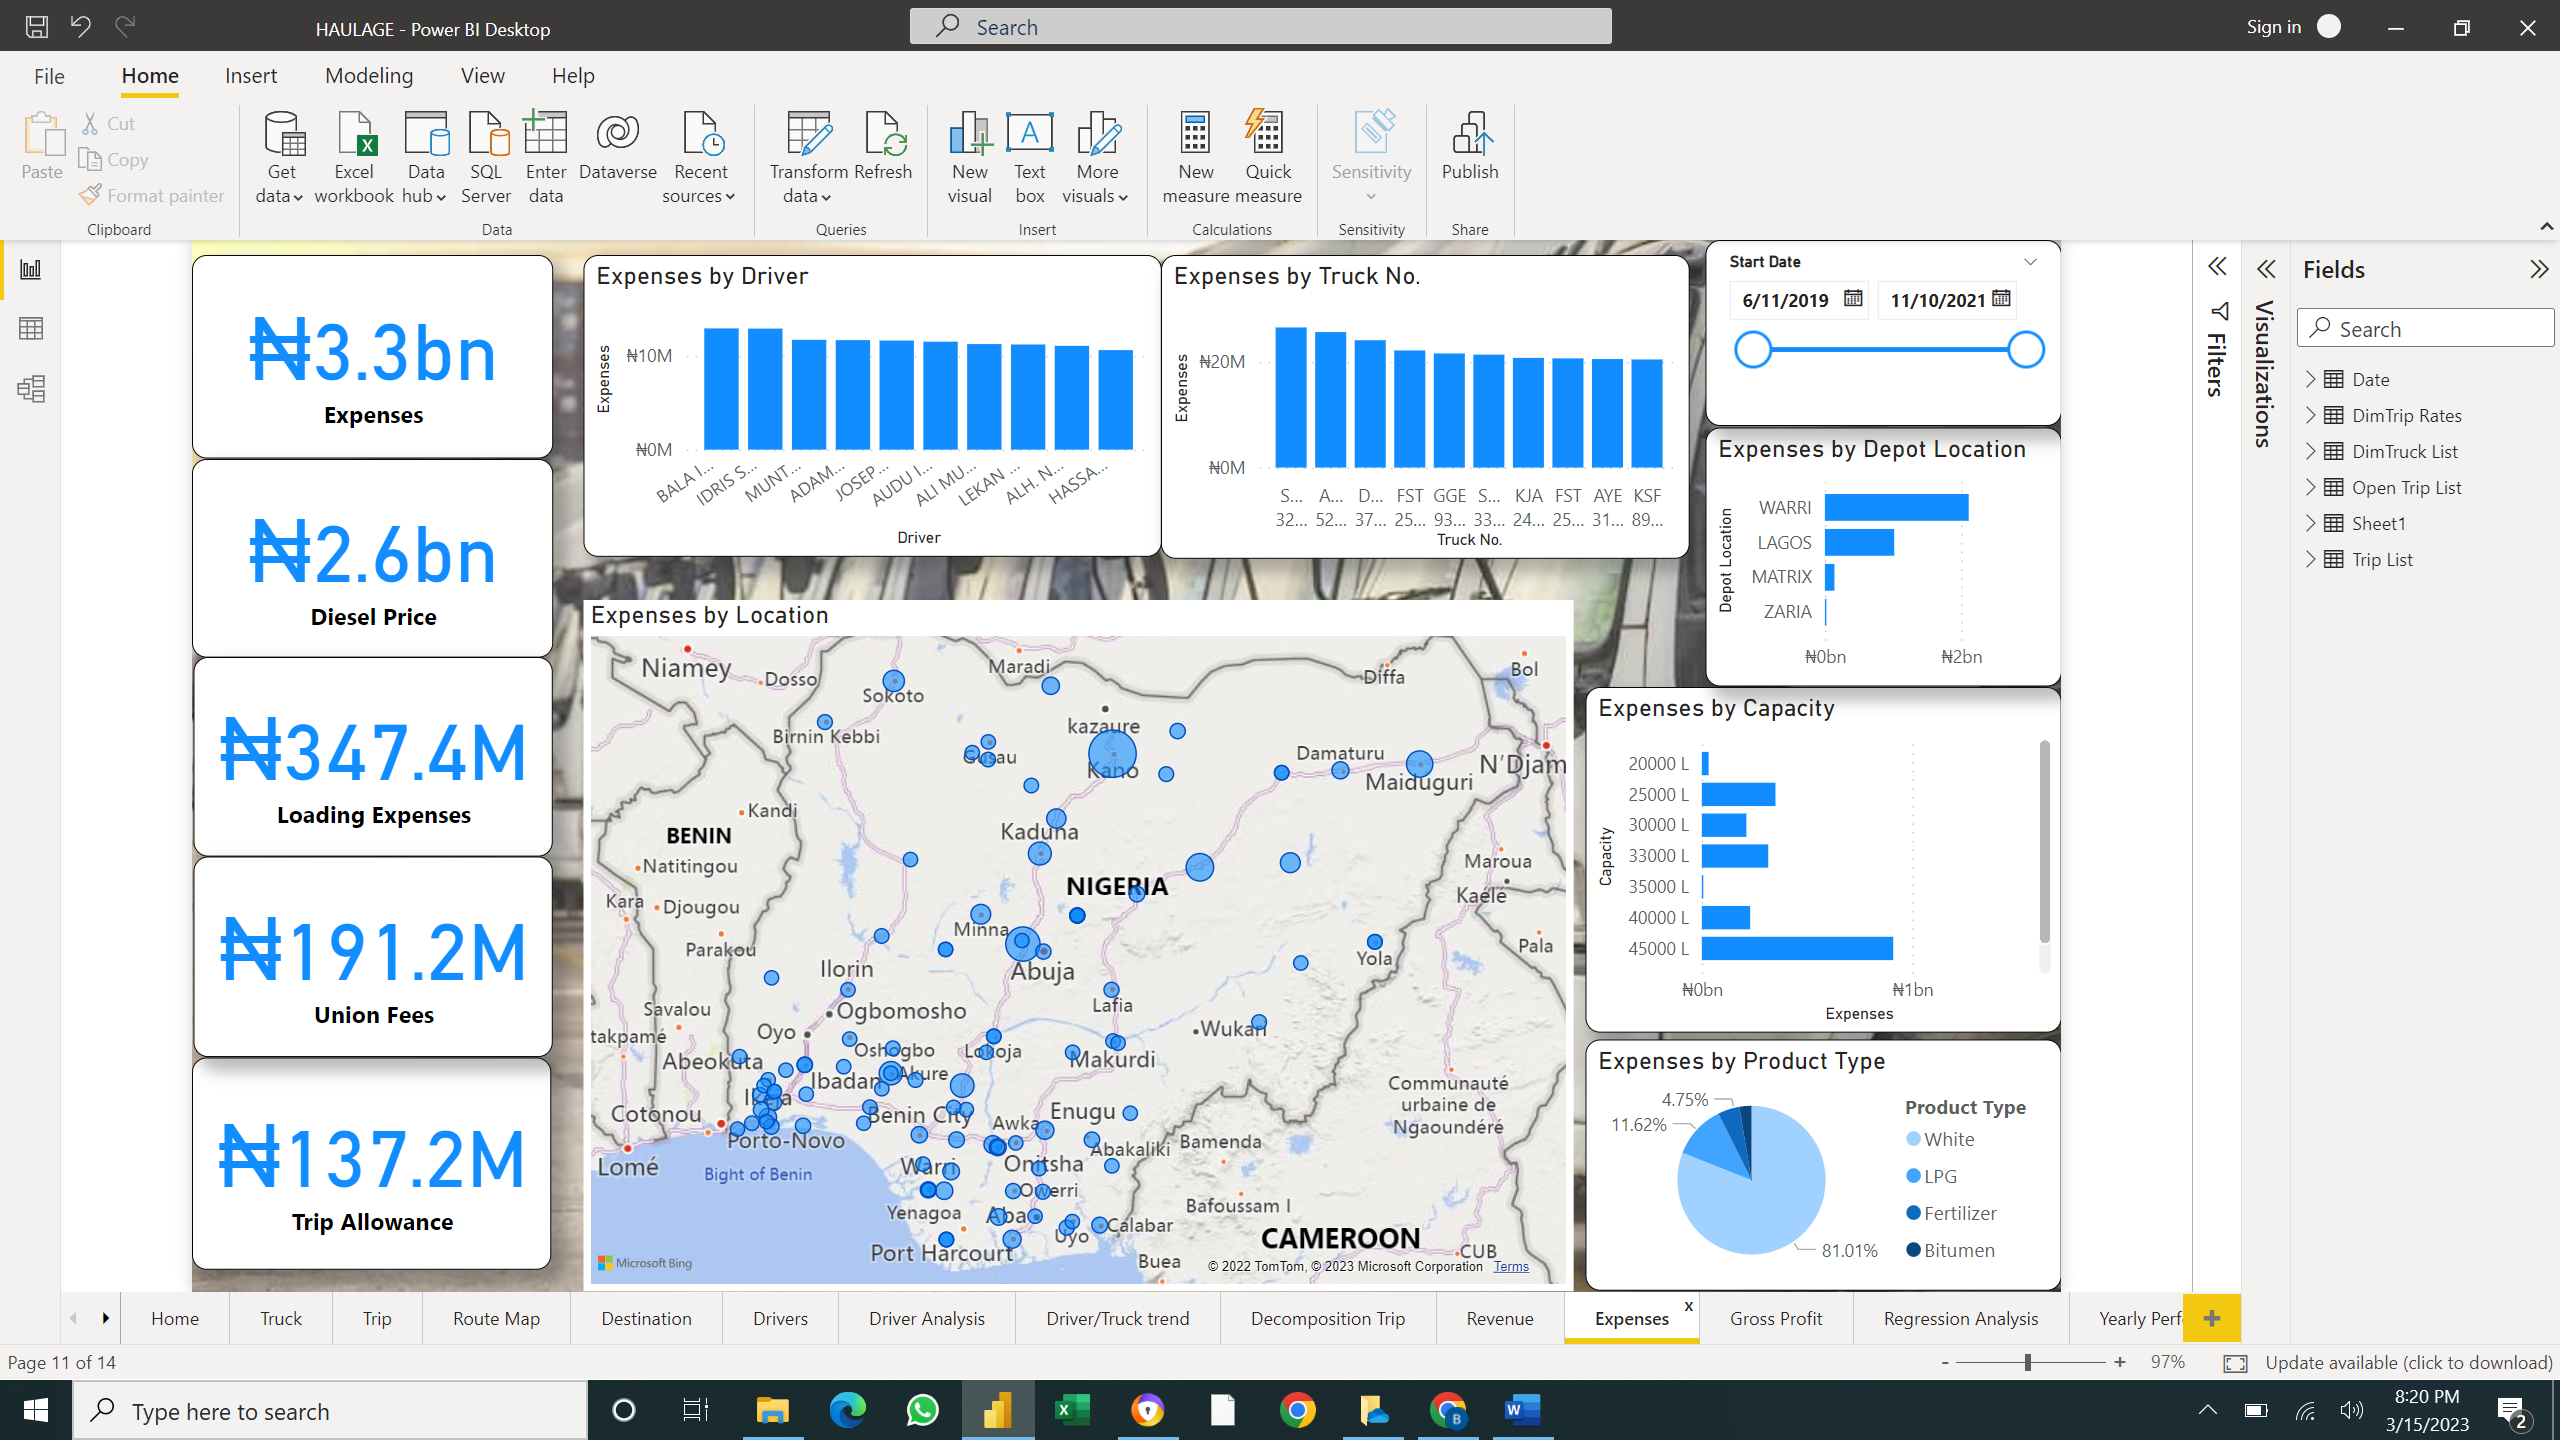 HAULAGE - Power BI Desktop
Search
Sign in
File
Home
Insert
Modeling
View
Help
Paste
Cut
Copy
Format painter
Clipboard
Get data
Excel workbook
Data hub
SQL Server
Enter data
Dataverse
Recent sources
Data
Transform data
Refresh
Queries
New visual
Text box
More visuals
Insert
New measure
Quick measure
Calculations
Sensitivity
Sensitivity
Publish
Share
₦3.3bn
Expenses
₦2.6bn
Diesel Price
₦347.4M
Loading Expenses
₦191.2M
Union Fees
₦137.2M
Trip Allowance
Expenses by Driver
Expenses
₦10M
₦0M
BALA I...
IDRIS S...
MUNT...
ADAM...
JOSEP...
AUDU I...
ALI MU...
LEKAN ...
ALH. N...
HASSA...
Driver
Expenses by Truck No.
Expenses
₦20M
₦0M
S... 32...
A... 52...
D... 37...
FST 25...
GGE 93...
S... 33...
KJA 24...
FST 25...
AYE 31...
KSF 89...
Truck No.
Start Date
6/11/2019
11/10/2021
Expenses by Depot Location
Depot Location
WARRI
LAGOS
MATRIX
ZARIA
₦0bn
₦2bn
Expenses by Location
Niamey
Dosso
Sokoto
Maradi
Diffa
Bol
Birnin Kebbi
kazaure
Gusau
Kano
Damaturu
Maiduguri
N'Djam
Kandi
BENIN
Kaduna
Natitingou
Maroua
NIGERIA
Kaélé
Kara
Djougou
Minna
Parakou
Abuja
Yola
Pala
Ilorin
Lafia
Savalou
Ogbomosho
Wukari
takpamé
Oyo
Oshogbo
Lokoja
Makurdi
Abeokuta
Ibadan
Akure
Communauté
urbaine de
Ngaoundéré
Cotonou
Benin City
Awka
Enugu
Porto-Novo
Abakaliki
Bamenda
Lomé
Bight of Benin
Warri
Onitsha
Owerri
Bafoussam I
Yenagoa
Aba
Calabar
Uyo
CAMEROON
Port Harcourt
Buea
CUB
Microsoft Bing
© 2022 TomTom, © 2023 Microsoft Corporation Terms
Expenses by Capacity
Capacity
20000 L
25000 L
30000 L
33000 L
35000 L
40000 L
45000 L
₦0bn
₦1bn
Expenses
Expenses by Product Type
4.75%
11.62%
81.01%
Product Type
White
LPG
Fertilizer
Bitumen
Filters
Visualizations
Fields
Search
Date
DimTrip Rates
DimTruck List
Open Trip List
Sheet1
Trip List
Home
Truck
Trip
Route Map
Destination
Drivers
Driver Analysis
Driver/Truck trend
Decomposition Trip
Revenue
Expenses
x
Gross Profit
Regression Analysis
Yearly Perf
+
Page 11 of 14
-
+
97%
Update available (click to download)
Type here to search
8:20 PM
3/15/2023
2